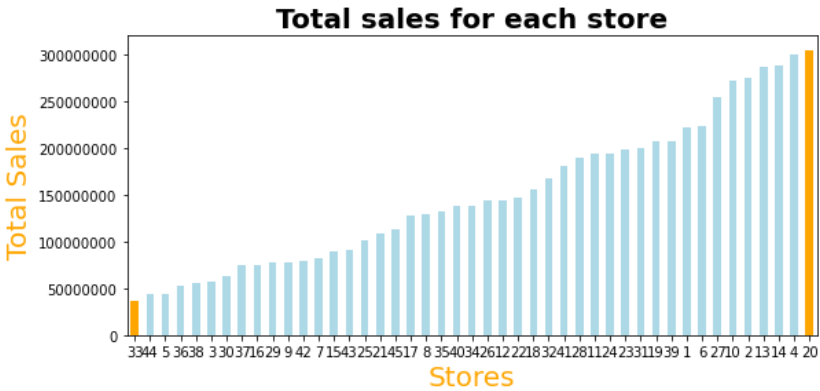 Total sales for each store
Total Sales
300000000
250000000
200000000
150000000
100000000
50000000
0
33 44 5 36 38 3 30 37 16 29 9 42 7 15 43 25 21 45 17 8 35 40 34 26 12 22 18 32 41 28 11 24 23 31 19 39 1 6 27 10 2 13 14 4 20
Stores